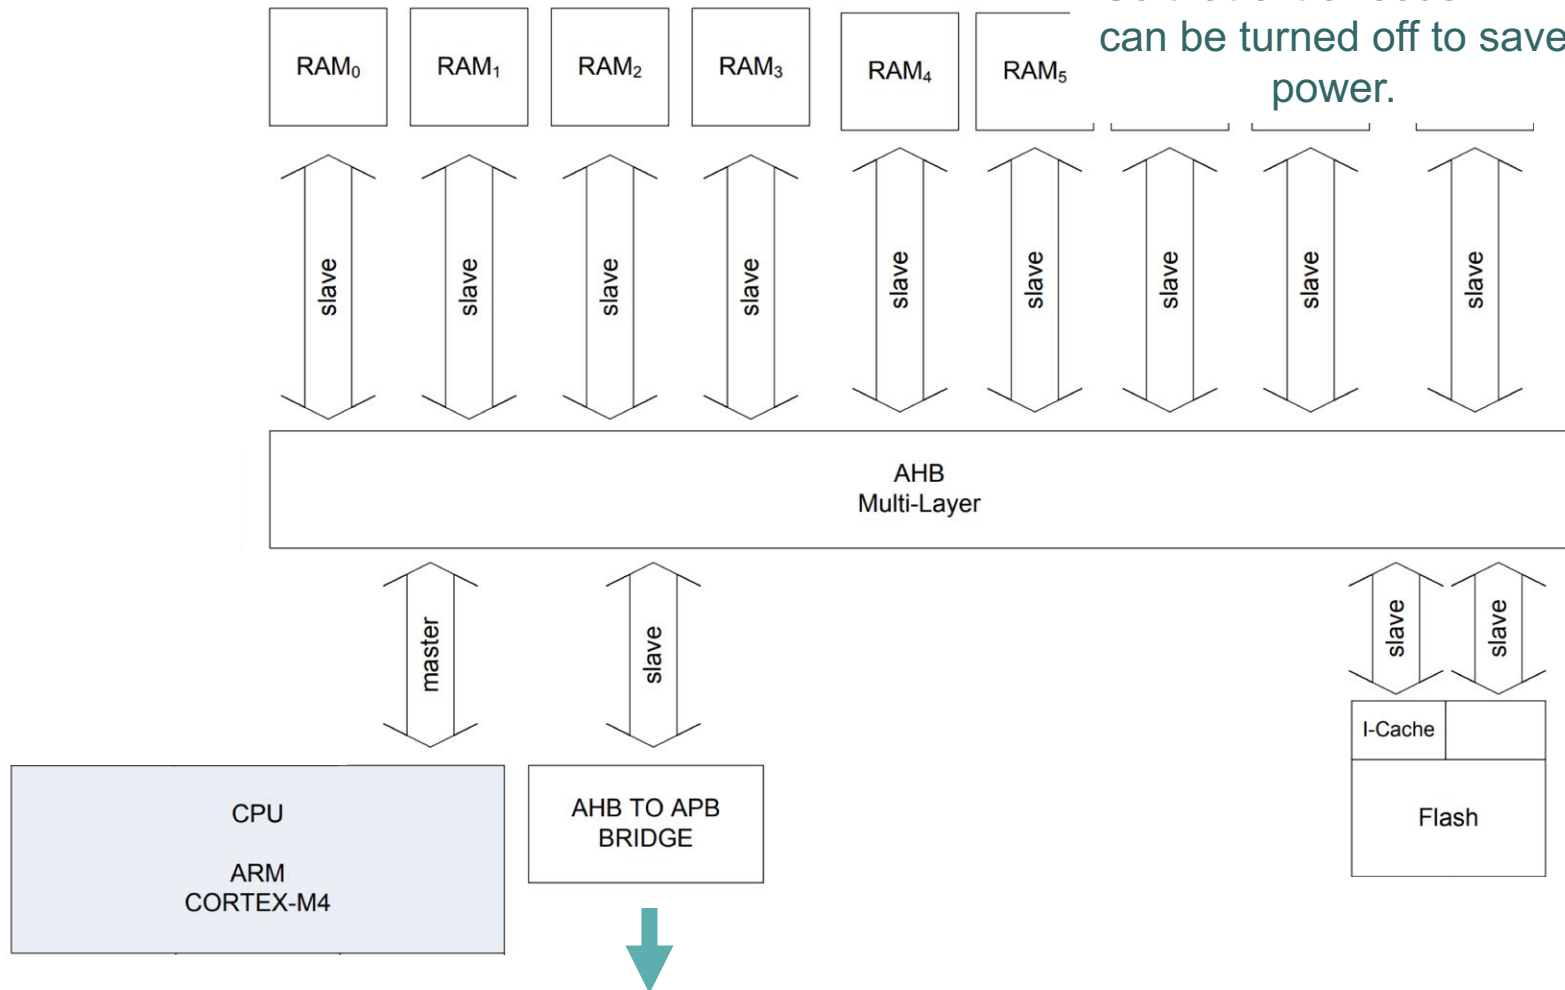 can be turned off to save
power.
RAM₀
RAM₁
RAM₂
RAM₃
RAM₄
RAM₅
slave
slave
slave
slave
slave
slave
slave
slave
slave
AHB
Multi-Layer
master
slave
slave
slave
CPU
ARM
CORTEX-M4
AHB TO APB
BRIDGE
I-Cache
Flash